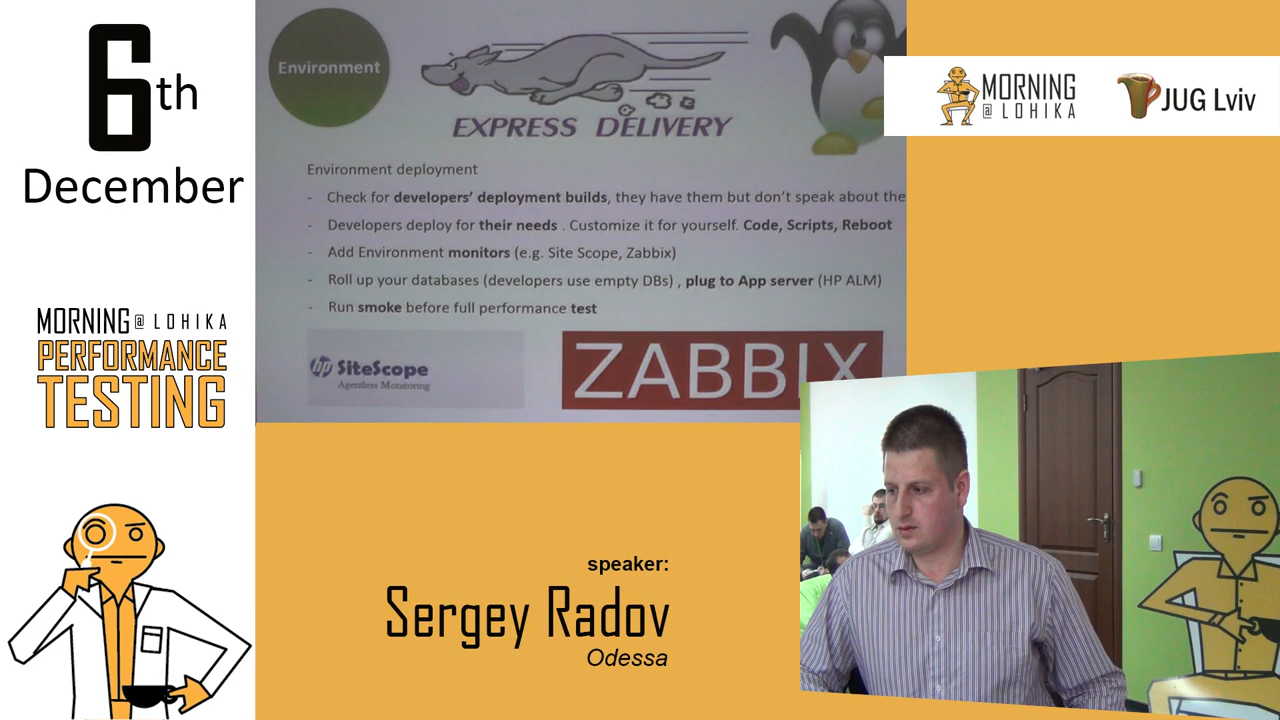 6th
December
MORNING @ LOHIKA
PERFORMANCE
TESTING
Environment
EXPRESS DELIVERY
Environment deployment
- Check for developers' deployment builds, they have them but don't speak about the
- Developers deploy for their needs . Customize it for yourself. Code, Scripts, Reboot
- Add Environment monitors (e.g. Site Scope, Zabbix)
- Roll up your databases (developers use empty DBs) , plug to App server (HP ALM)
- Run smoke before full performance test
hp SiteScope
Agentless Monitoring
ZABBIX
MORNING
@ LOHIKA
JUG Lviv
speaker:
Sergey Radov
Odessa